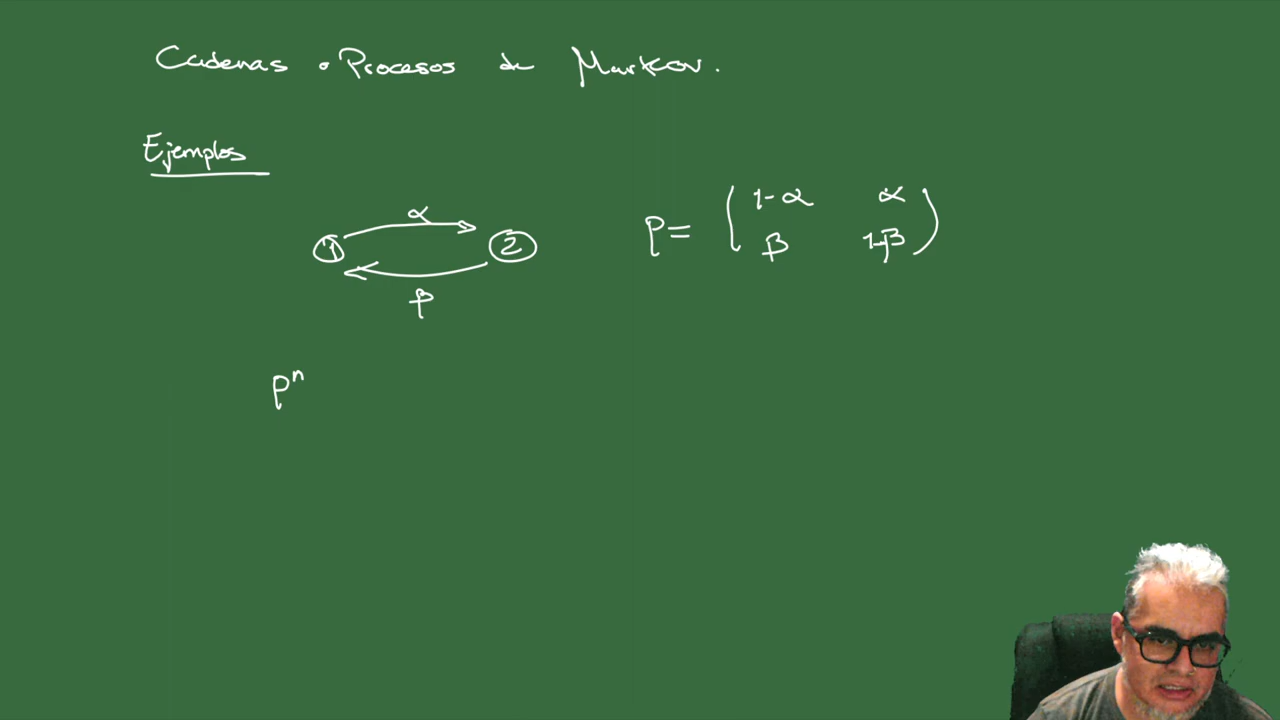 Cadenas o Procesos de Markov.
Ejemplos
α
1 2
β
P = ( 1-α α
β 1-β )
Pⁿ